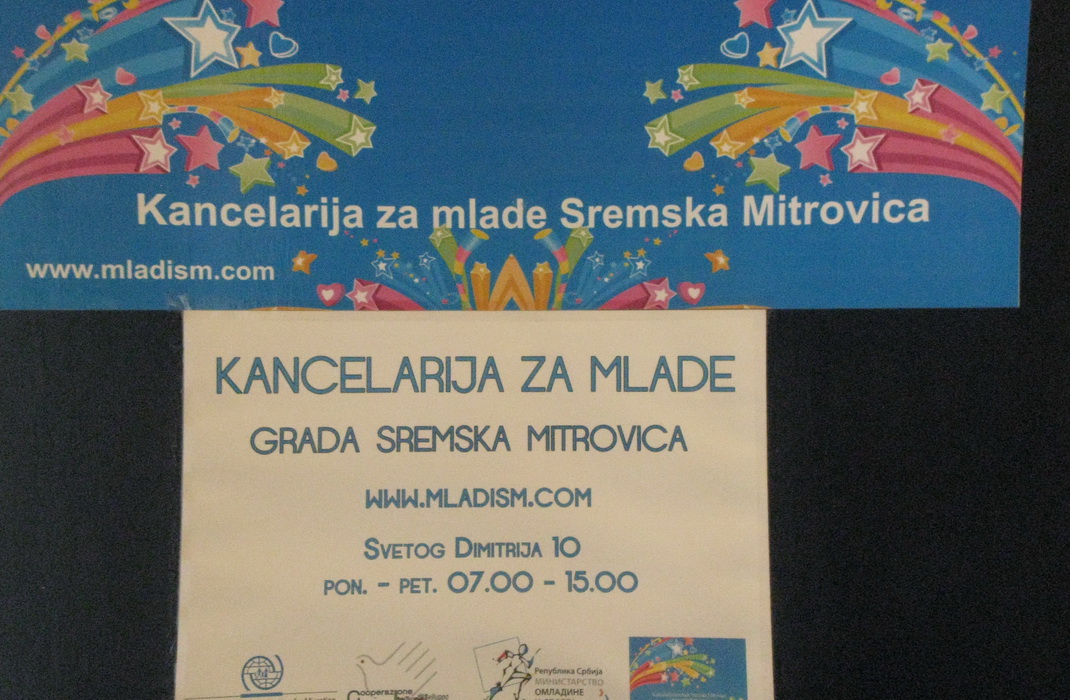 Kancelarija za mlade Sremska Mitrovica
www.mladism.com
KANCELARIJA ZA MLADE
GRADA SREMSKA MITROVICA
WWW.MLADISM.COM
SVETOG DIMITRIJA 10
PON. - PET. 07.00 - 15.00
Cooperazione
Република Србија
МИНИСТАРСТВО
ОМЛАДИНЕ